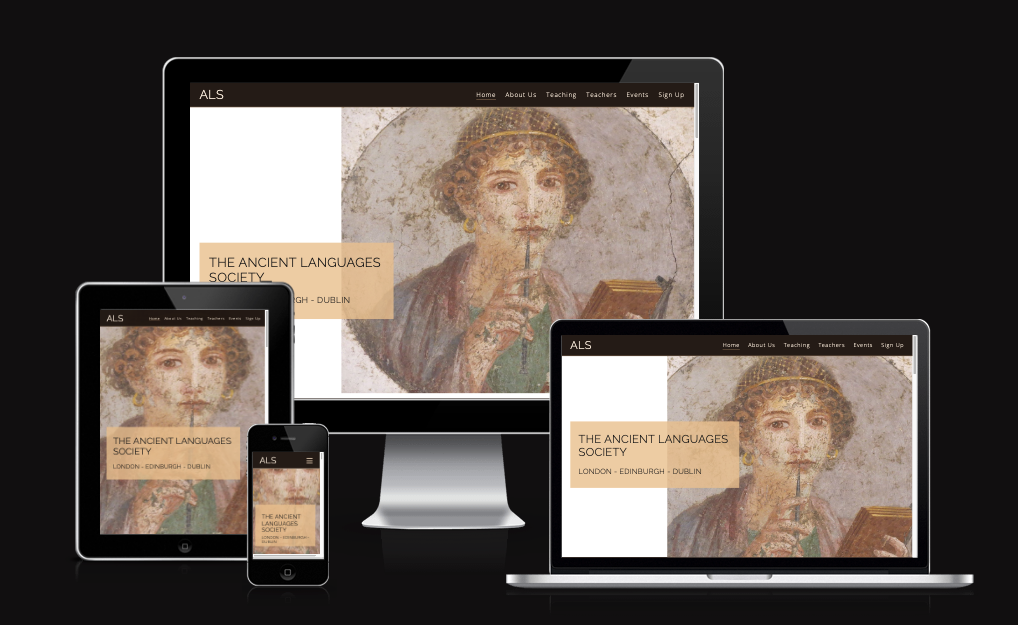 ALS
Home About Us Teaching Teachers Events Sign Up
THE ANCIENT LANGUAGES
SOCIETY
RGH - DUBLIN
ALS
Home About Us Teaching Teachers Events Sign Up
THE ANCIENT LANGUAGES
SOCIETY
LONDON - EDINBURGH - DUBLIN
ALS
THE ANCIENT
LANGUAGES
SOCIETY
LONDON - EDINBURGH -
DUBLIN
ALS
Home About Us Teaching Teachers Events Sign Up
THE ANCIENT LANGUAGES
SOCIETY
LONDON - EDINBURGH - DUBLIN